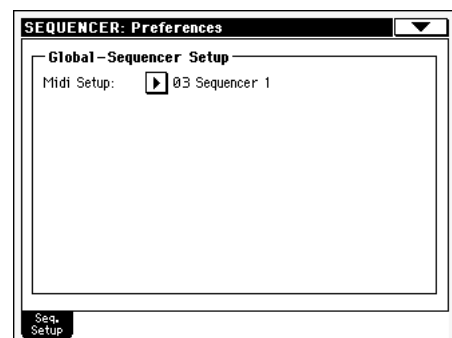 SEQUENCER: Preferences
Global-Sequencer Setup
Midi Setup: 03 Sequencer 1
Seq.
Setup